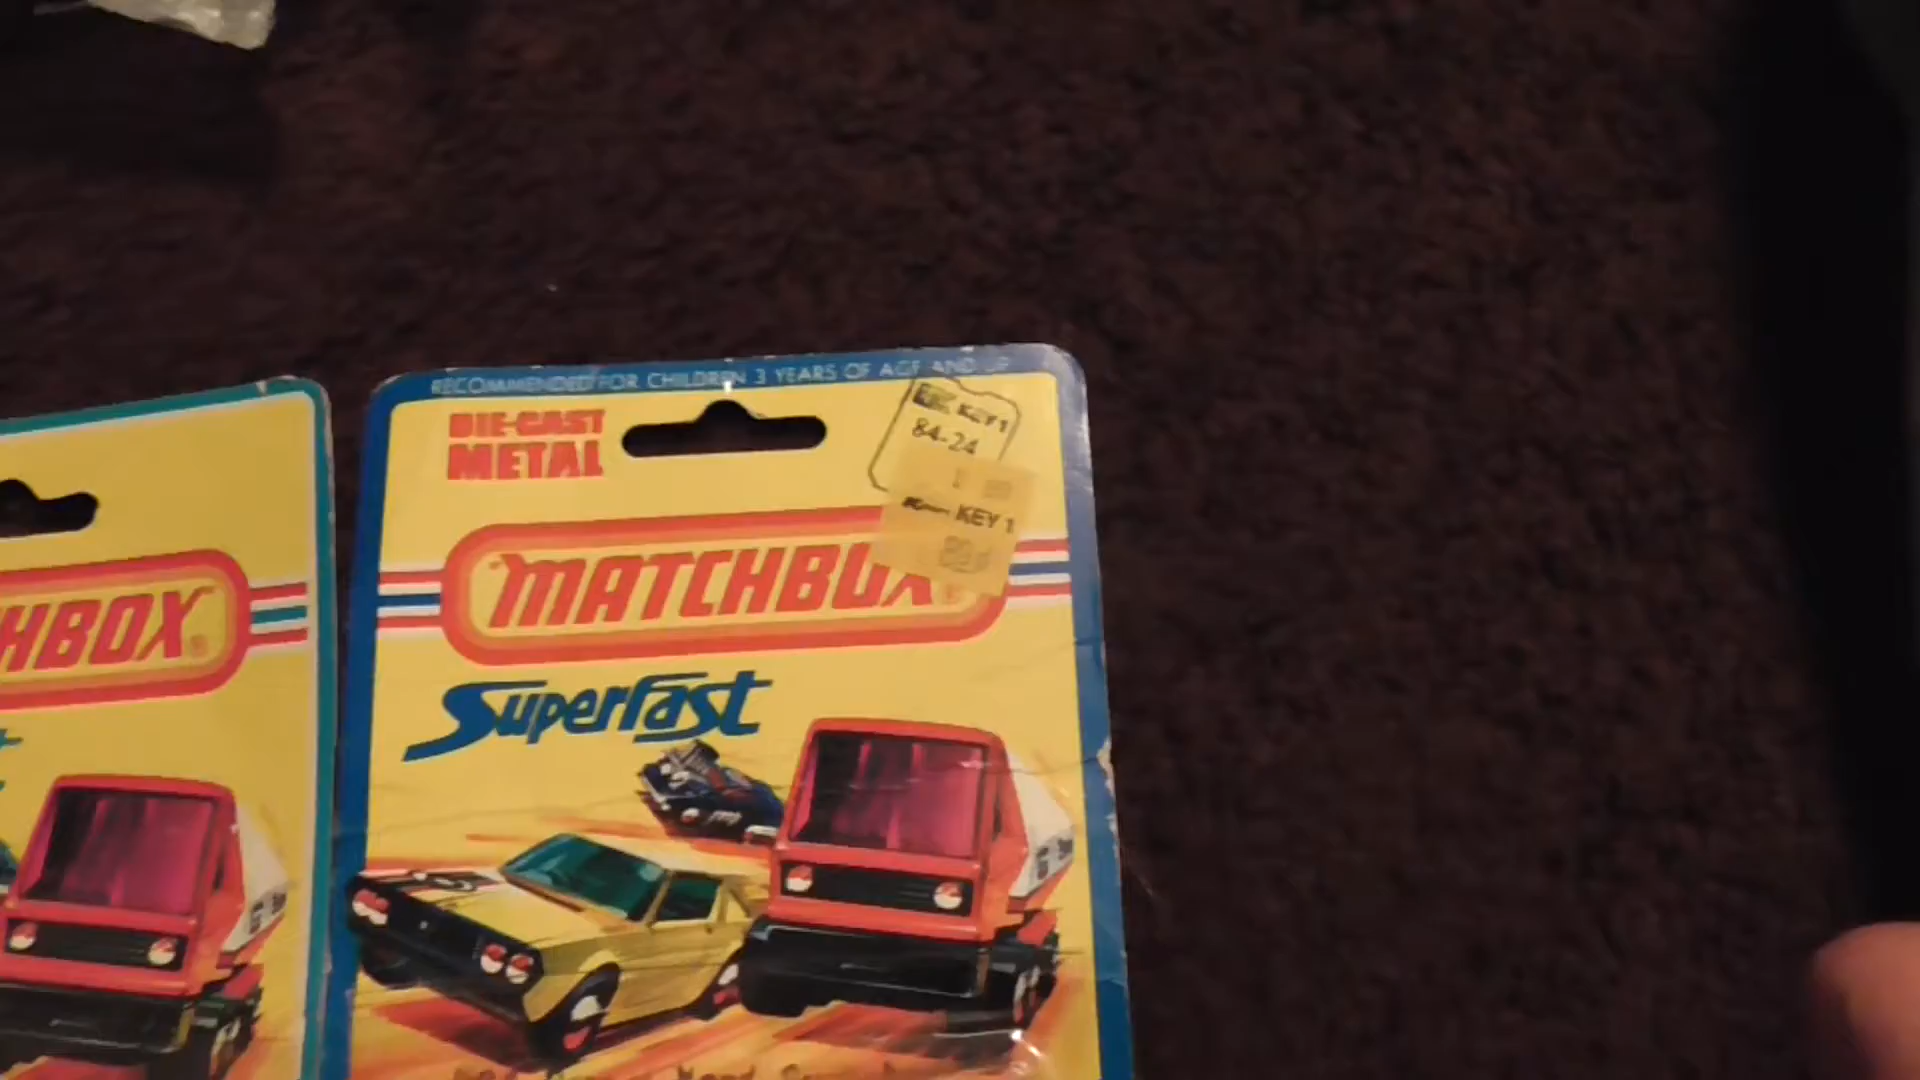 RECOMMENDED FOR CHILDREN 3 YEARS OF AGE AND UP
DIE-CAST
METAL
KEY 1
84-24
KEY 1
MATCHBOX
Superfast
HBOX